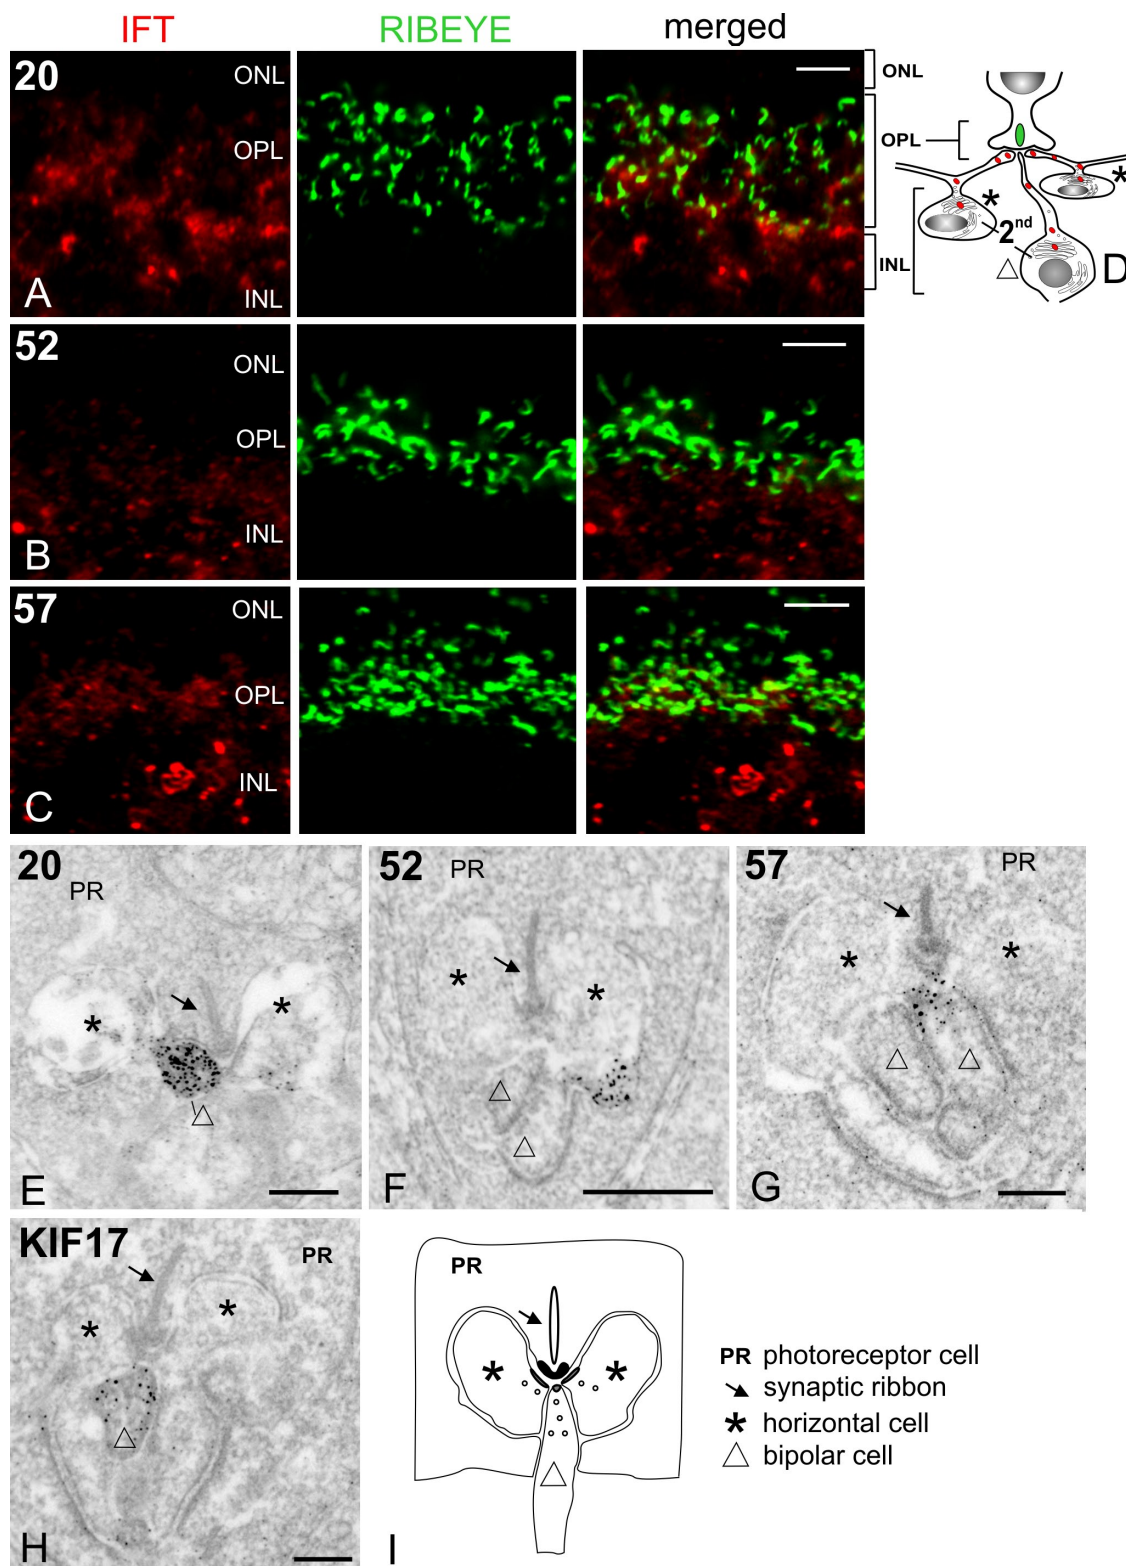 IFT RIBEYE merged
20 ONL
OPL
A INL
ONL
OPL
INL
2nd
D
52 ONL
OPL
INL
B
57 ONL
OPL
INL
C
20 PR
E
52 PR
F
57 PR
G
KIF17 PR
H
PR
I
PR photoreceptor cell
synaptic ribbon
* horizontal cell
△ bipolar cell